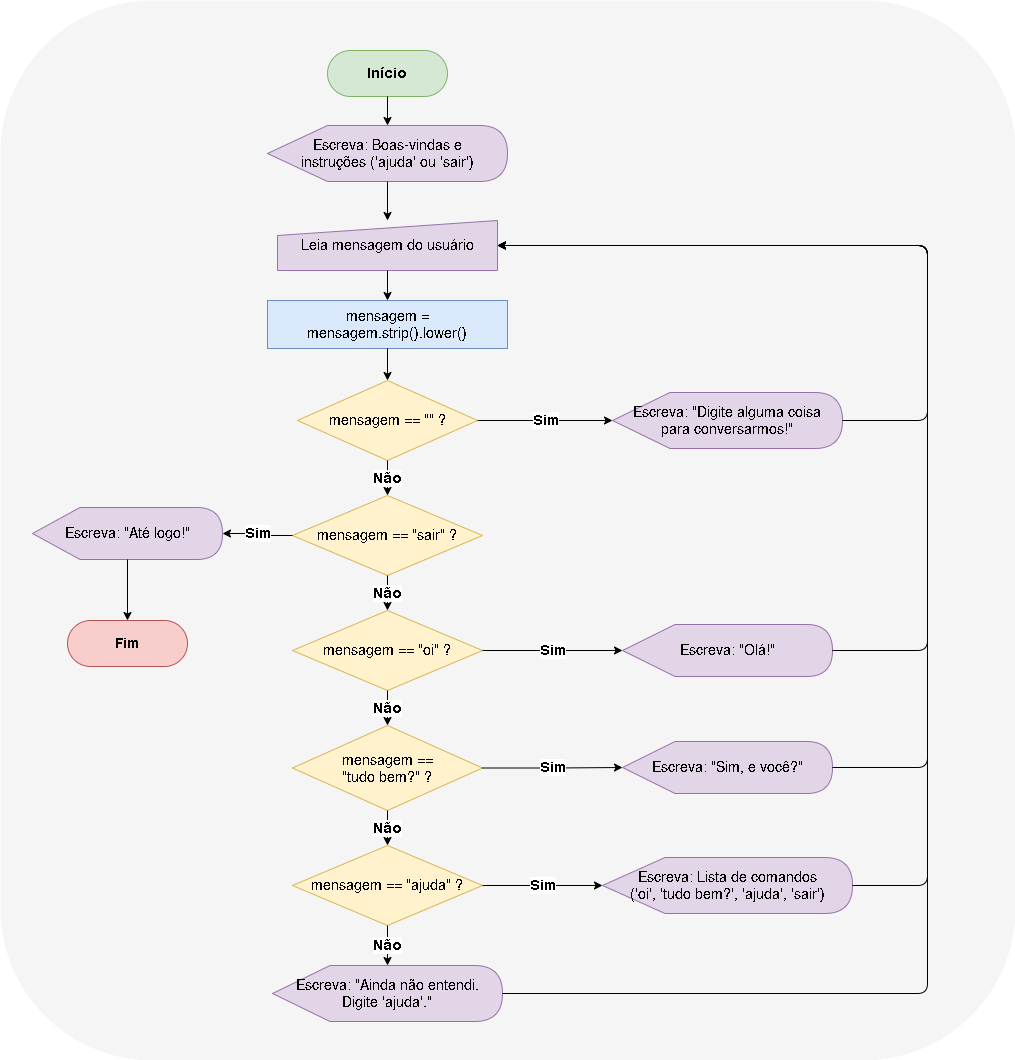 Início
Escreva: Boas-vindas e
instruções ('ajuda' ou 'sair')
Leia mensagem do usuário
mensagem =
mensagem.strip().lower()
mensagem == "" ?
Sim
Escreva: "Digite alguma coisa
para conversarmos!"
Não
Escreva: "Até logo!"
Sim
mensagem == "sair" ?
Não
Fim
mensagem == "oi" ?
Sim
Escreva: "Olá!"
Não
mensagem ==
"tudo bem?" ?
Sim
Escreva: "Sim, e você?"
Não
mensagem == "ajuda" ?
Sim
Escreva: Lista de comandos
('oi', 'tudo bem?', 'ajuda', 'sair')
Não
Escreva: "Ainda não entendi.
Digite 'ajuda'."